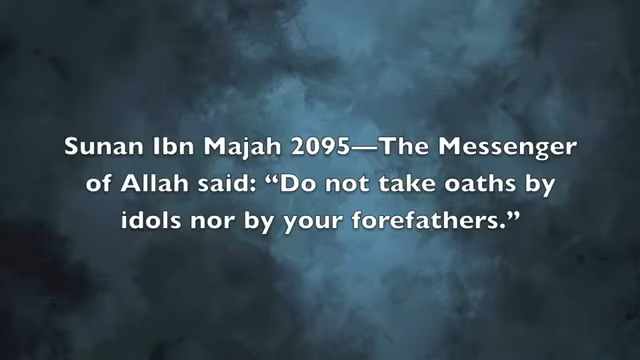 Sunan Ibn Majah 2095—The Messenger
of Allah said: “Do not take oaths by
idols nor by your forefathers.”